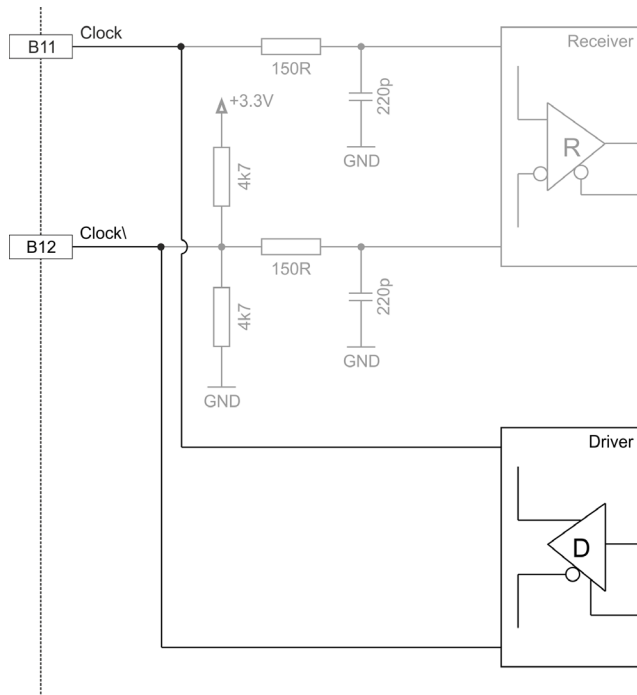 B11
Clock
Receiver
150R
220p
GND
+3.3V
4k7
R
B12
Clock\
150R
220p
GND
4k7
GND
Driver
D